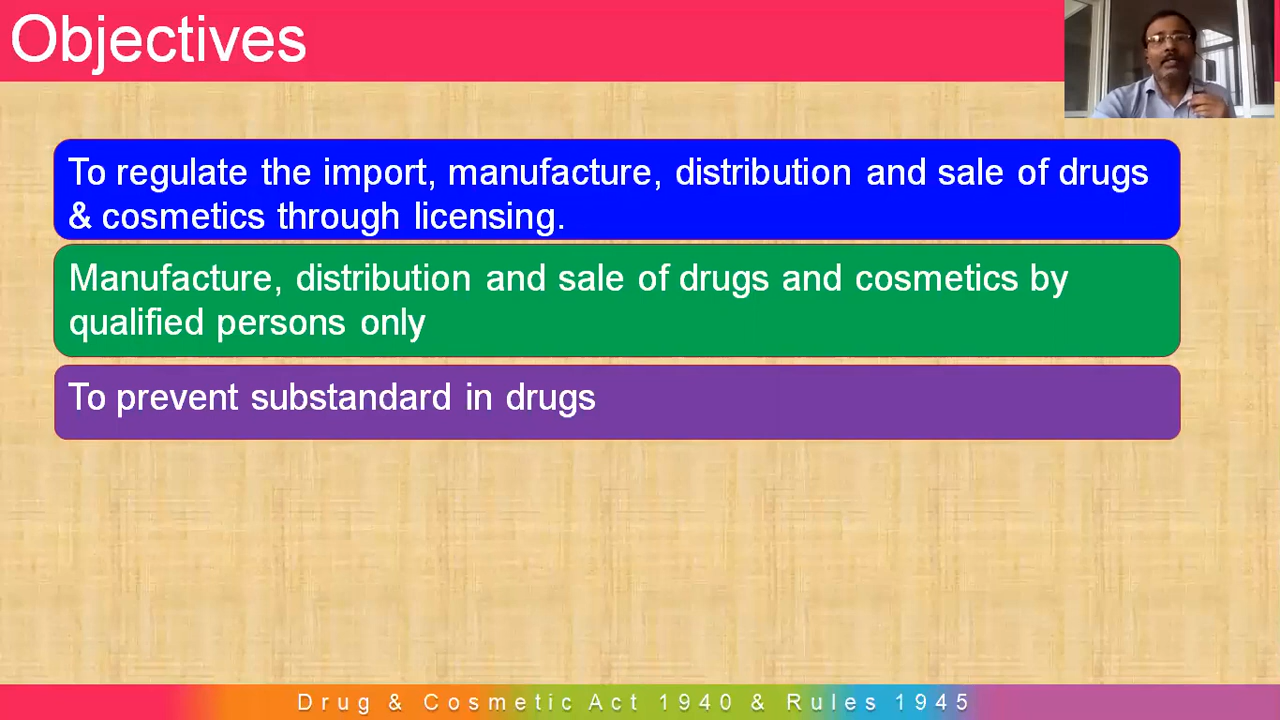 Objectives
To regulate the import, manufacture, distribution and sale of drugs
& cosmetics through licensing.
Manufacture, distribution and sale of drugs and cosmetics by
qualified persons only
To prevent substandard in drugs
Drug & Cosmetic Act 1940 & Rules 1945